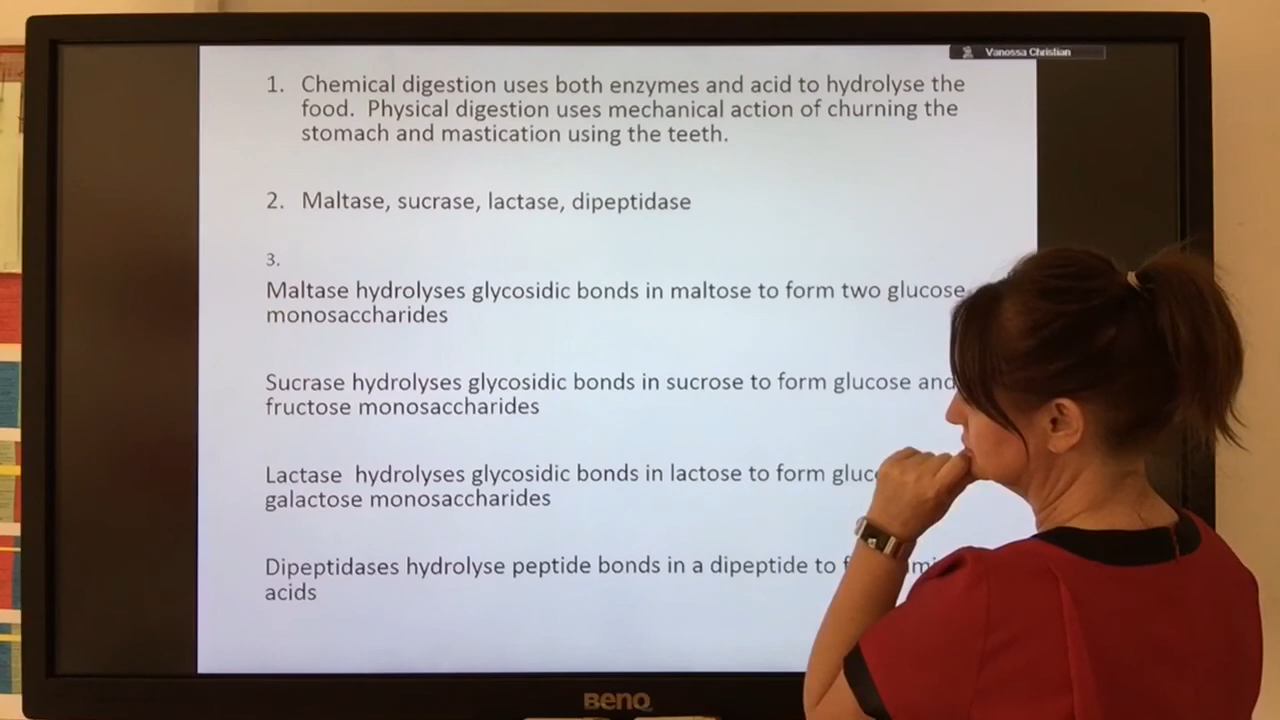 Vanossa Christian
1. Chemical digestion uses both enzymes and acid to hydrolyse the
food. Physical digestion uses mechanical action of churning the
stomach and mastication using the teeth.
2. Maltase, sucrase, lactase, dipeptidase
3.
Maltase hydrolyses glycosidic bonds in maltose to form two glucose
monosaccharides
Sucrase hydrolyses glycosidic bonds in sucrose to form glucose and
fructose monosaccharides
Lactase hydrolyses glycosidic bonds in lactose to form
galactose monosaccharides
Dipeptidases hydrolyse peptide bonds in a dipeptide to
acids
BenQ